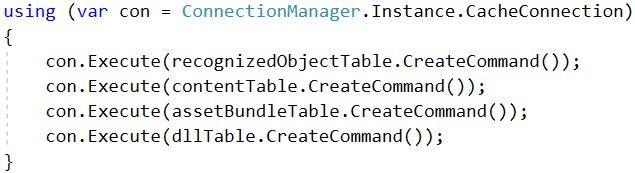 using (var con = ConnectionManager.Instance.CacheConnection)
{
    con.Execute(recognizedObjectTable.CreateCommand());
    con.Execute(contentTable.CreateCommand());
    con.Execute(assetBundleTable.CreateCommand());
    con.Execute(dllTable.CreateCommand());
}